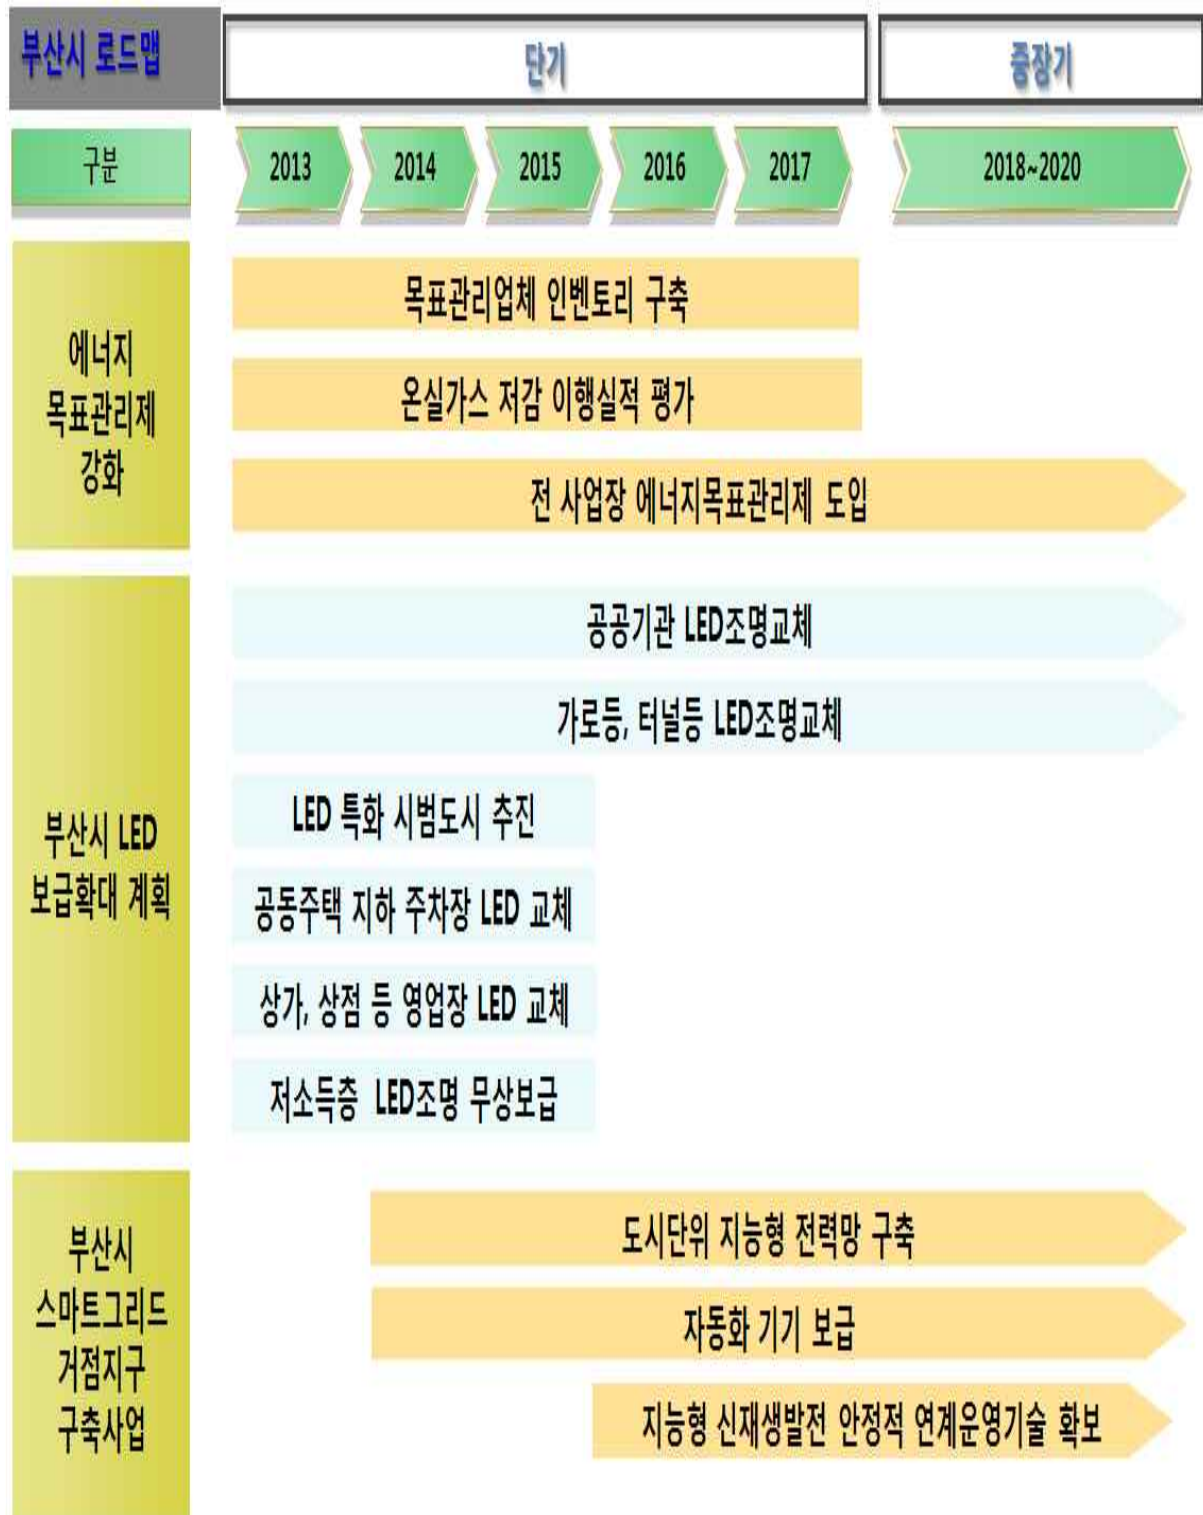 부산시 로드맵
단기
중장기
구분
2013
2014
2015
2016
2017
2018~2020
에너지
목표관리제
강화
목표관리업체 인벤토리 구축
온실가스 저감 이행실적 평가
전 사업장 에너지목표관리제 도입
부산시 LED
보급확대 계획
공공기관 LED조명교체
가로등, 터널등 LED조명교체
LED 특화 시범도시 추진
공동주택 지하 주차장 LED 교체
상가, 상점 등 영업장 LED 교체
저소득층 LED조명 무상보급
부산시
스마트그리드
거점지구
구축사업
도시단위 지능형 전력망 구축
자동화 기기 보급
지능형 신재생발전 안정적 연계운영기술 확보